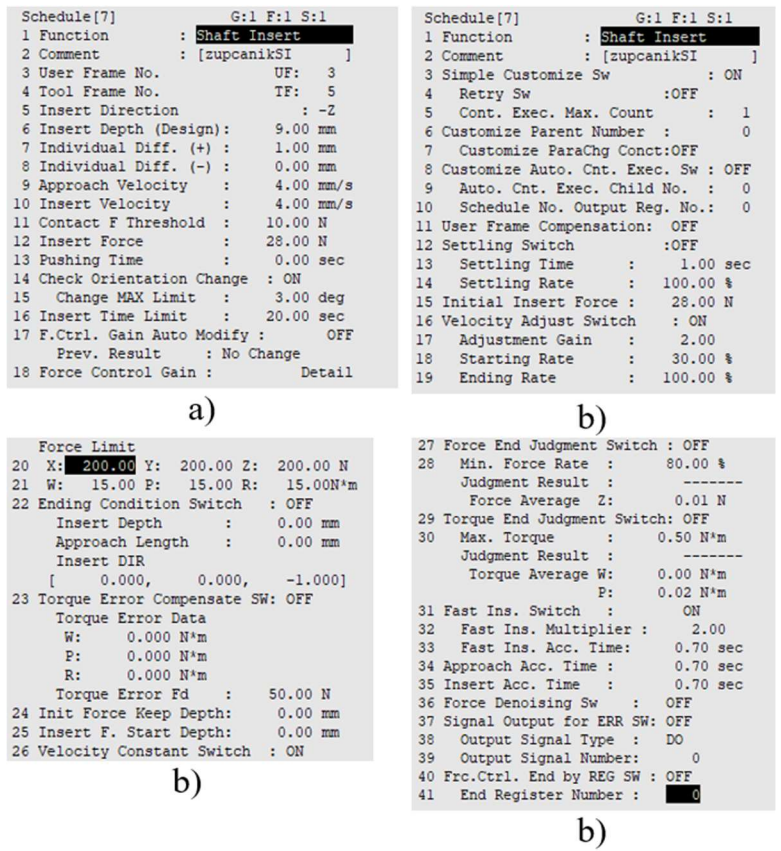 Schedule[7] G:1 F:1 S:1
1 Function : Shaft Insert
2 Comment : [zupcanikSI ]
3 User Frame No. UF: 3
4 Tool Frame No. TF: 5
5 Insert Direction : -Z
6 Insert Depth (Design): 9.00 mm
7 Individual Diff. (+) : 1.00 mm
8 Individual Diff. (-) : 0.00 mm
9 Approach Velocity : 4.00 mm/s
10 Insert Velocity : 4.00 mm/s
11 Contact F Threshold : 10.00 N
12 Insert Force : 28.00 N
13 Pushing Time : 0.00 sec
14 Check Orientation Change : ON
15 Change MAX Limit : 3.00 deg
16 Insert Time Limit : 20.00 sec
17 F.Ctrl. Gain Auto Modify : OFF
Prev. Result : No Change
18 Force Control Gain : Detail
a)
Schedule[7] G:1 F:1 S:1
1 Function : Shaft Insert
2 Comment : [zupcanikSI ]
3 Simple Customize Sw : ON
4 Retry Sw :OFF
5 Cont. Exec. Max. Count : 1
6 Customize Parent Number : 0
7 Customize ParaChg Conct:OFF
8 Customize Auto. Cnt. Exec. Sw : OFF
9 Auto. Cnt. Exec. Child No. : 0
10 Schedule No. Output Reg. No.: 0
11 User Frame Compensation: OFF
12 Settling Switch :OFF
13 Settling Time : 1.00 sec
14 Settling Rate : 100.00 %
15 Initial Insert Force : 28.00 N
16 Velocity Adjust Switch : ON
17 Adjustment Gain : 2.00
18 Starting Rate : 30.00 %
19 Ending Rate : 100.00 %
b)
Force Limit
20 X: 200.00 Y: 200.00 Z: 200.00 N
21 W: 15.00 P: 15.00 R: 15.00N*m
22 Ending Condition Switch : OFF
Insert Depth : 0.00 mm
Approach Length : 0.00 mm
Insert DIR
[ 0.000, 0.000, -1.000]
23 Torque Error Compensate SW: OFF
Torque Error Data
W: 0.000 N*m
P: 0.000 N*m
R: 0.000 N*m
Torque Error Fd : 50.00 N
24 Init Force Keep Depth: 0.00 mm
25 Insert F. Start Depth: 0.00 mm
26 Velocity Constant Switch : ON
b)
27 Force End Judgment Switch : OFF
28 Min. Force Rate : 80.00 %
Judgment Result : -------
Force Average Z: 0.01 N
29 Torque End Judgment Switch: OFF
30 Max. Torque : 0.50 N*m
Judgment Result : -------
Torque Average W: 0.00 N*m
P: 0.02 N*m
31 Fast Ins. Switch : ON
32 Fast Ins. Multiplier : 2.00
33 Fast Ins. Acc. Time: 0.70 sec
34 Approach Acc. Time : 0.70 sec
35 Insert Acc. Time : 0.70 sec
36 Force Denoising Sw : OFF
37 Signal Output for ERR SW: OFF
38 Output Signal Type : DO
39 Output Signal Number: 0
40 Frc.Ctrl. End by REG SW : OFF
41 End Register Number : 0
b)